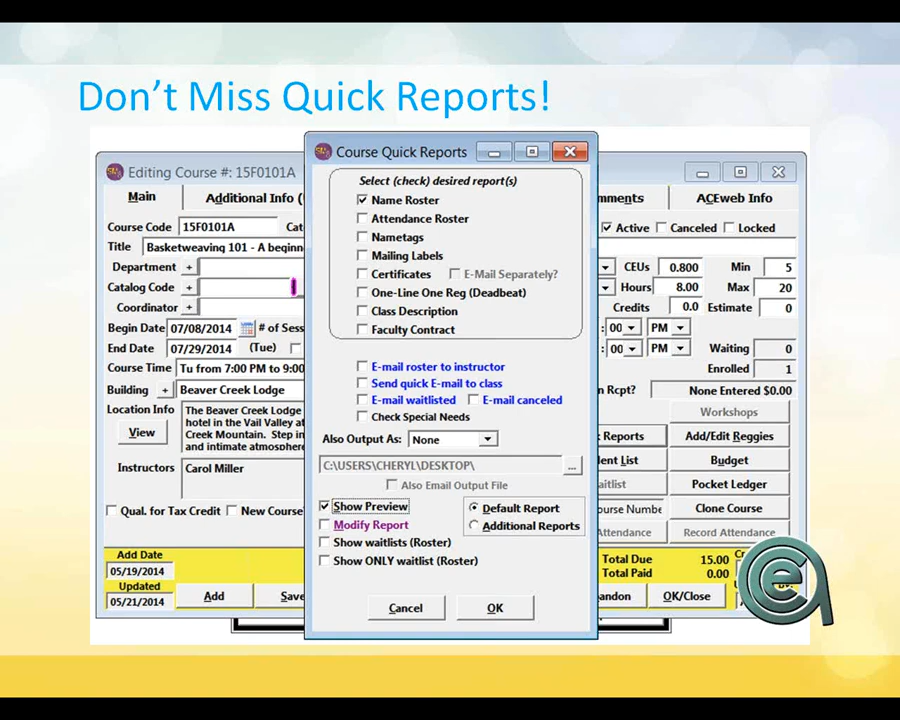 Don't Miss Quick Reports!
Editing Course #: 15F0101A
Main
Additional Info
Course Code 15F0101A
Title Basketweaving 101 - A beginn
Department +
Catalog Code +
Coordinator +
Begin Date 07/08/2014 # of Sess
End Date 07/29/2014 (Tu)
Course Time Tu from 7:00 PM to 9:00
Building + Beaver Creek Lodge
Location Info
The Beaver Creek Lodge
hotel in the Vail Valley at
Creek Mountain. Step in
and intimate atmosphere
View
Instructors Carol Miller
Qual. for Tax Credit New Course
Add Date
05/19/2014
Updated
05/21/2014
Add
Save
Course Quick Reports
Select (check) desired report(s)
Name Roster
Attendance Roster
Nametags
Mailing Labels
Certificates E-Mail Separately?
One-Line One Reg (Deadbeat)
Class Description
Faculty Contract
E-mail roster to instructor
Send quick E-mail to class
E-mail waitlisted E-mail canceled
Check Special Needs
Also Output As: None
C:\USERS\CHERYL\DESKTOP\ ...
Also Email Output File
Show Preview
Modify Report
Show waitlists (Roster)
Show ONLY waitlist (Roster)
Default Report
Additional Reports
Cancel
OK
mments
ACEweb Info
Active Canceled Locked
CEUs 0.800 Min 5
Hours 8.00 Max 20
Credits 0.0 Estimate 0
: 00 PM
: 00 PM
Waiting 0
Enrolled 1
n Rcpt? None Entered $0.00
Workshops
Reports Add/Edit Reggies
ent List Budget
aitlist Pocket Ledger
ourse Numbe Clone Course
ttendance Record Attendance
Total Due 15.00
Total Paid 0.00
andon OK/Close